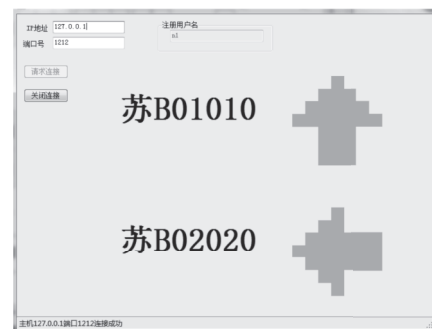 IP地址 127.0.0.1
端口号 1212
注册用户名
a1
请求连接
关闭连接
苏B01010
苏B02020
主机127.0.0.1端口1212连接成功